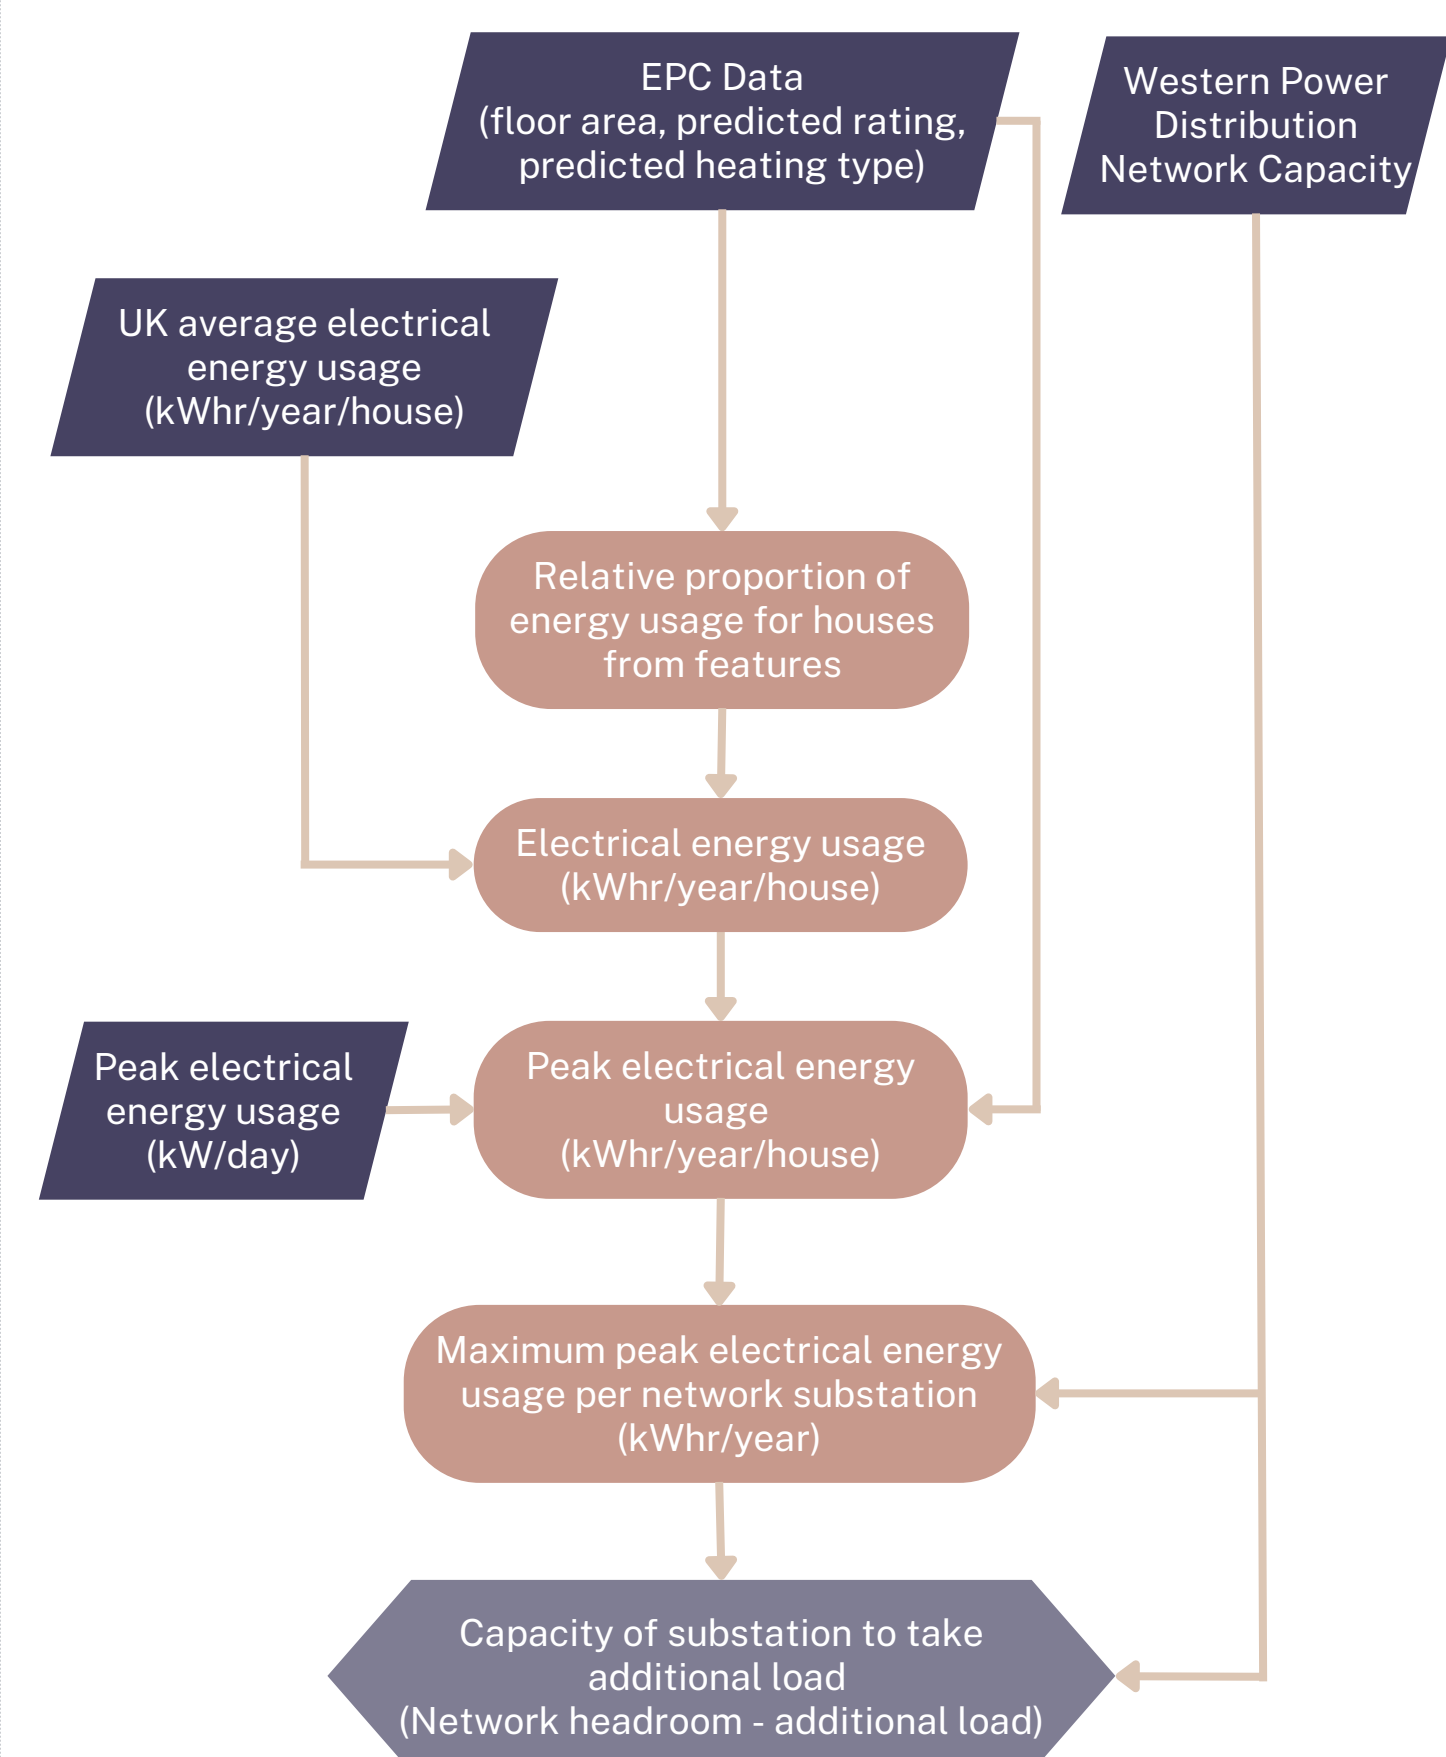 EPC Data
(floor area, predicted rating,
predicted heating type)
Western Power
Distribution
Network Capacity
UK average electrical
energy usage
(kWhr/year/house)
Relative proportion of
energy usage for houses
from features
Electrical energy usage
(kWhr/year/house)
Peak electrical
energy usage
(kW/day)
Peak electrical energy
usage
(kWhr/year/house)
Maximum peak electrical energy
usage per network substation
(kWhr/year)
Capacity of substation to take
additional load
(Network headroom - additional load)